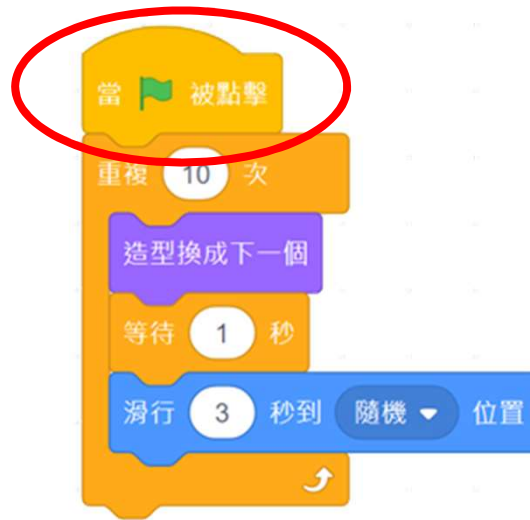 當 被點擊
重複 10 次
造型換成下一個
等待 1 秒
滑行 3 秒到 隨機 位置